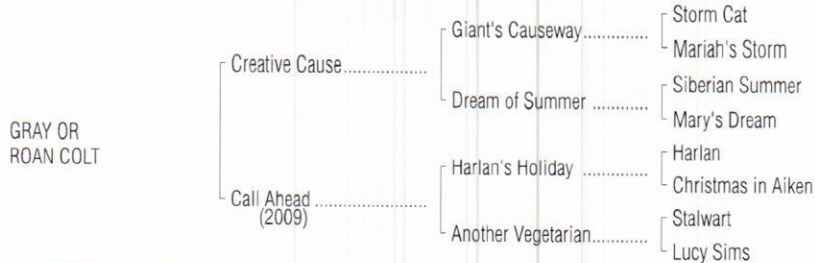 Storm Cat
Giant's Causeway
Mariah's Storm
Creative Cause
Siberian Summer
Dream of Summer
Mary's Dream
GRAY OR
ROAN COLT
Harlan
Harlan's Holiday
Christmas in Aiken
Call Ahead
(2009)
Stalwart
Another Vegetarian
Lucy Sims